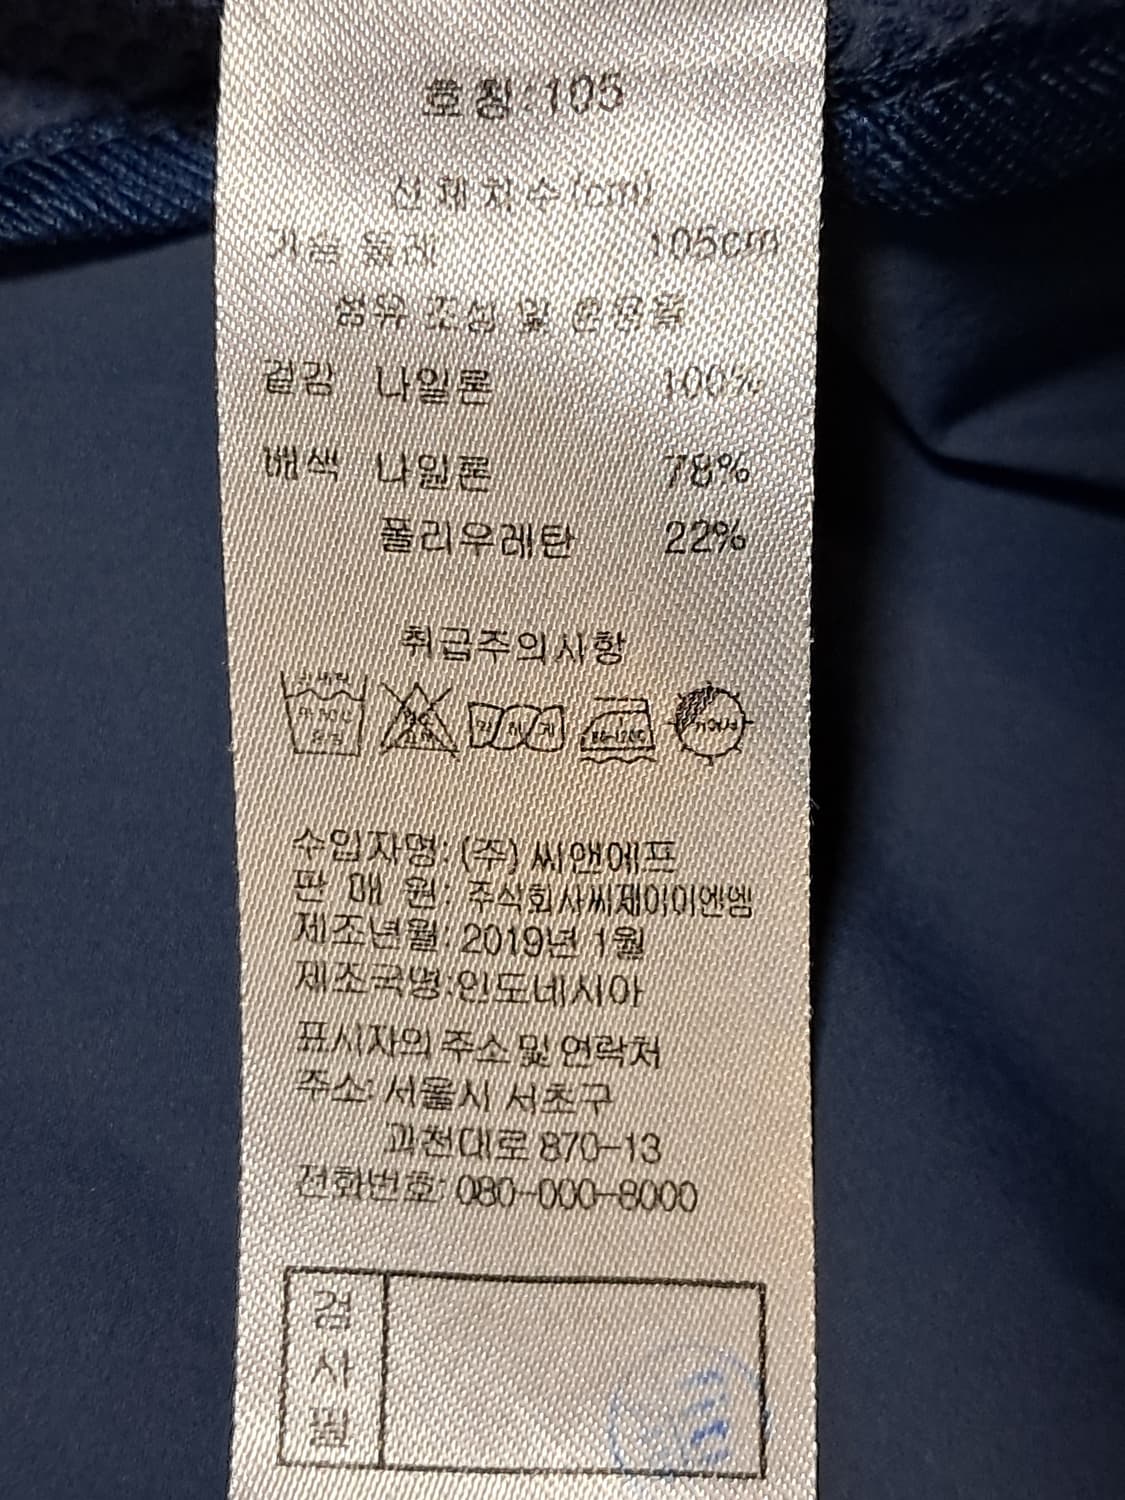 호칭:105
신체치수(cm)
가슴 둘레 105cm
섬유 조성 및 혼용률
겉감 나일론 100%
배색 나일론 78%
폴리우레탄 22%
취급주의사항
약하게
80-120℃
수입자명: (주) 씨앤에프
판 매 원: 주식회사씨제이이엔엠
제조년월: 2019년 1월
제조국명:인도네시아
표시자의 주소 및 연락처
주소: 서울시 서초구
과천대로 870-13
전화번호: 080-000-8000
검
사
필